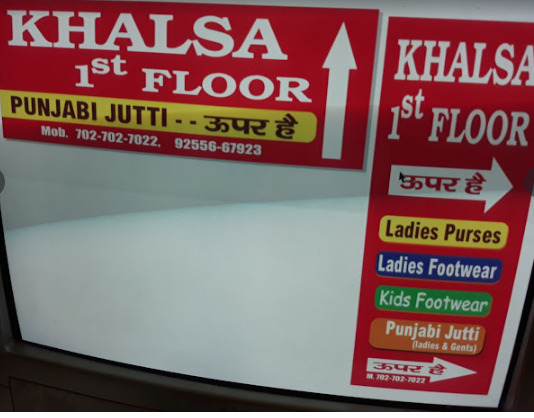 KHALSA
1st FLOOR
PUNJABI JUTTI - - ऊपर है
Mob. 702-702-7022, 92556-67923
KHALSA
1st FLOOR
ऊपर है
Ladies Purses
Ladies Footwear
Kids Footwear
Punjabi Jutti
(ladies & Gents)
ऊपर है
M. 702-702-7022